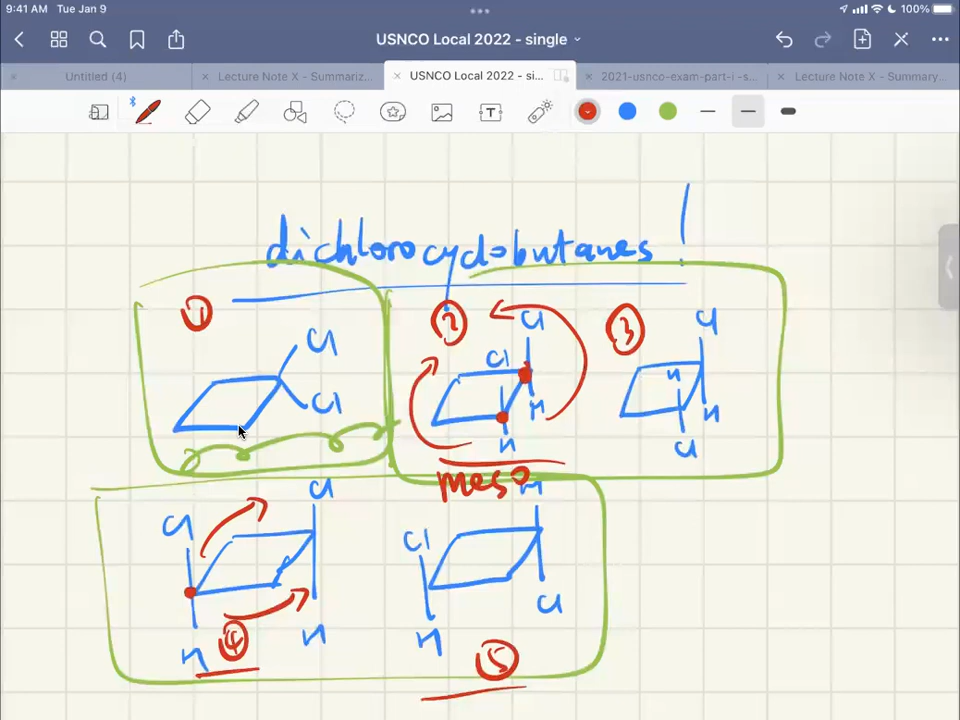 9:41 AM Tue Jan 9
100%
USNCO Local 2022 - single
Untitled (4)
Lecture Note X - Summariz...
USNCO Local 2022 - si...
2021-usnco-exam-part-i -s...
Lecture Note X - Summary...
T
dichlorocyclobutanes!
1
Cl
Cl
2
Cl
Cl
H
H
meso
3
Cl
H
H
Cl
Cl
Cl
H
H
4
Cl
H
H
Cl
5